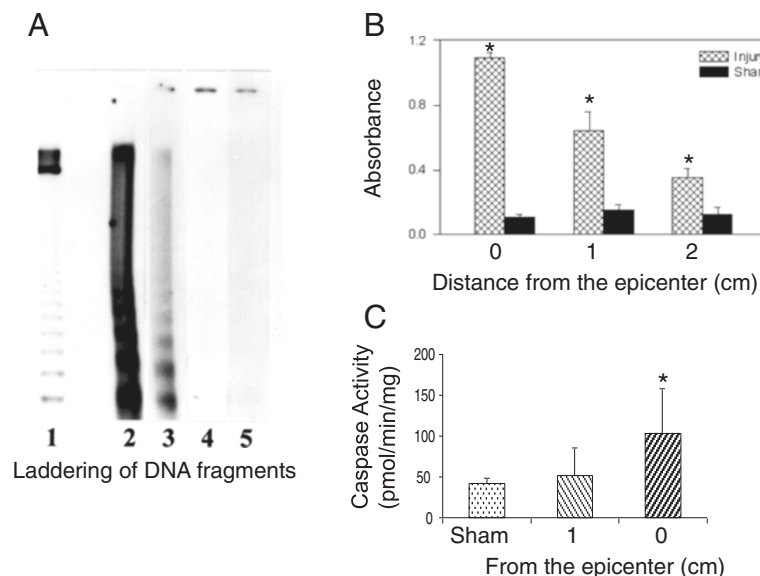 A
1 2 3 4 5
Laddering of DNA fragments
B
1.2
0.8
0.4
0.0
Absorbance
*
*
*
Injury
Sham
0 1 2
Distance from the epicenter (cm)
C
200
150
100
50
0
Caspase Activity
(pmol/min/mg)
*
Sham 1 0
From the epicenter (cm)